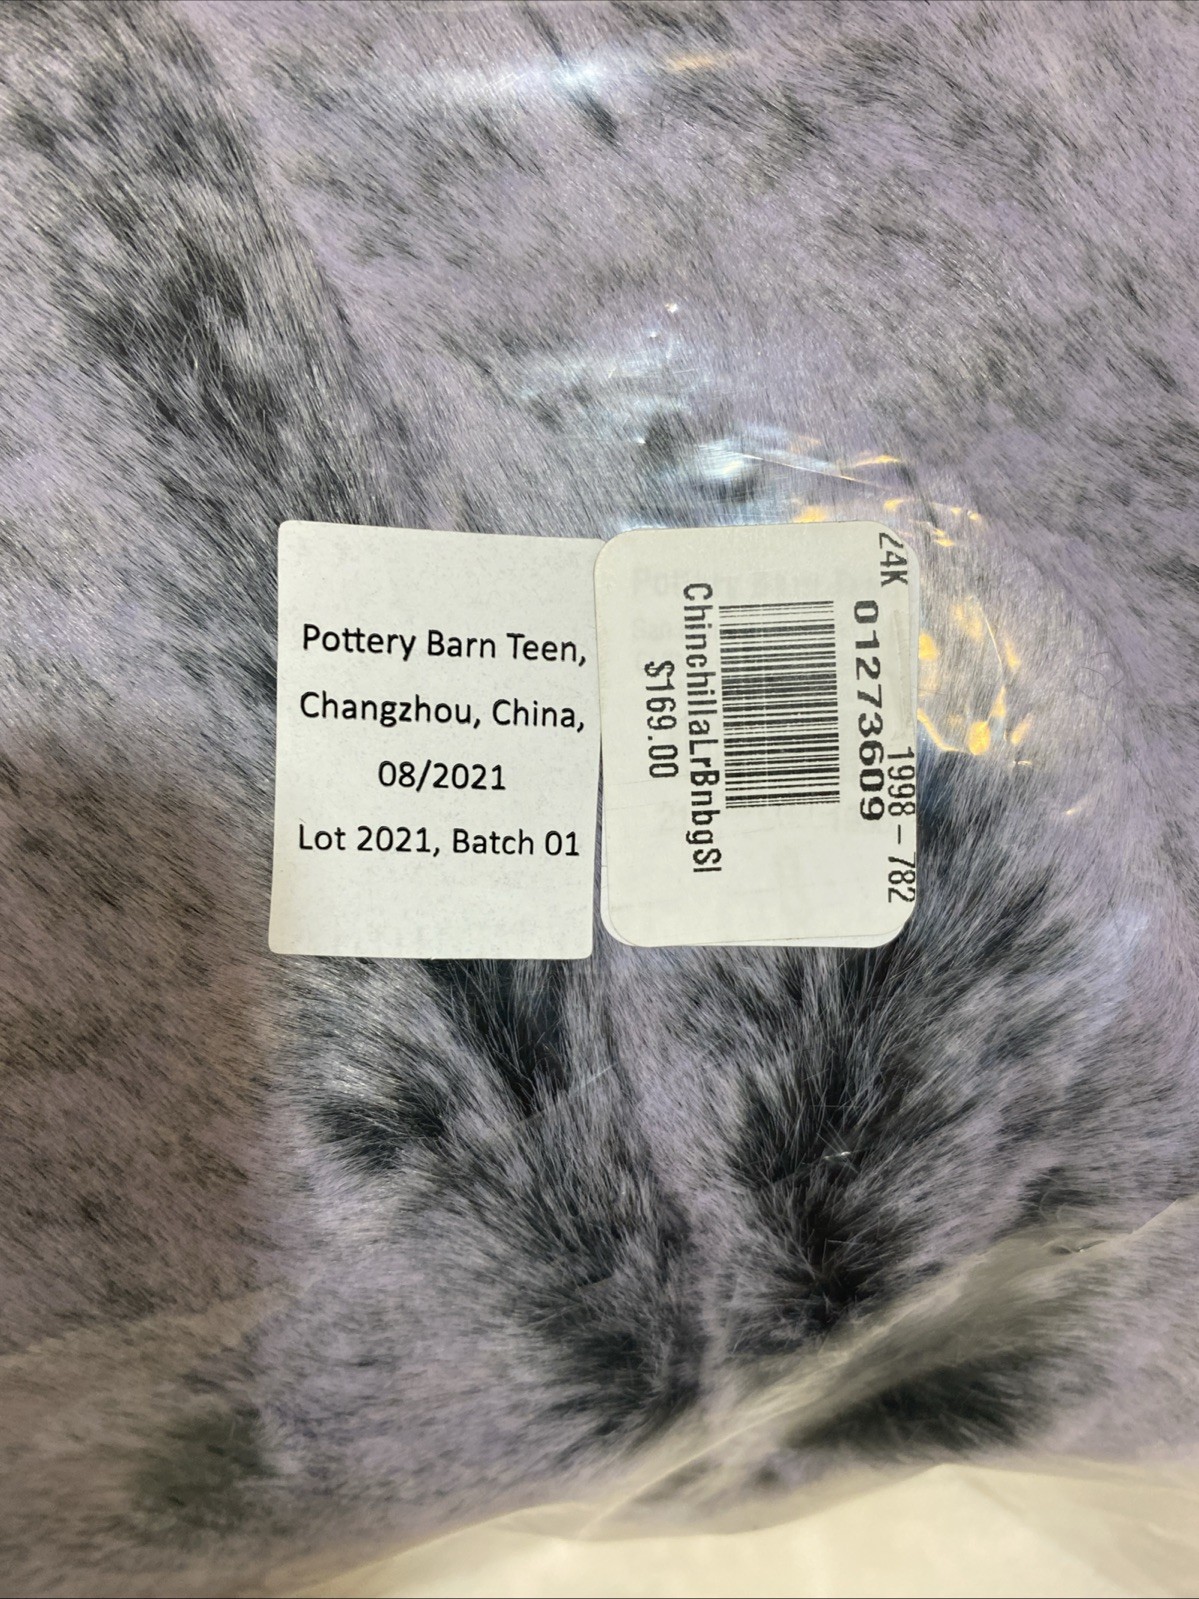 Pottery Barn Teen,
Changzhou, China,
08/2021
Lot 2021, Batch 01
24K
1998-782
01273609
ChinchillaLrBnbgSl
$169.00